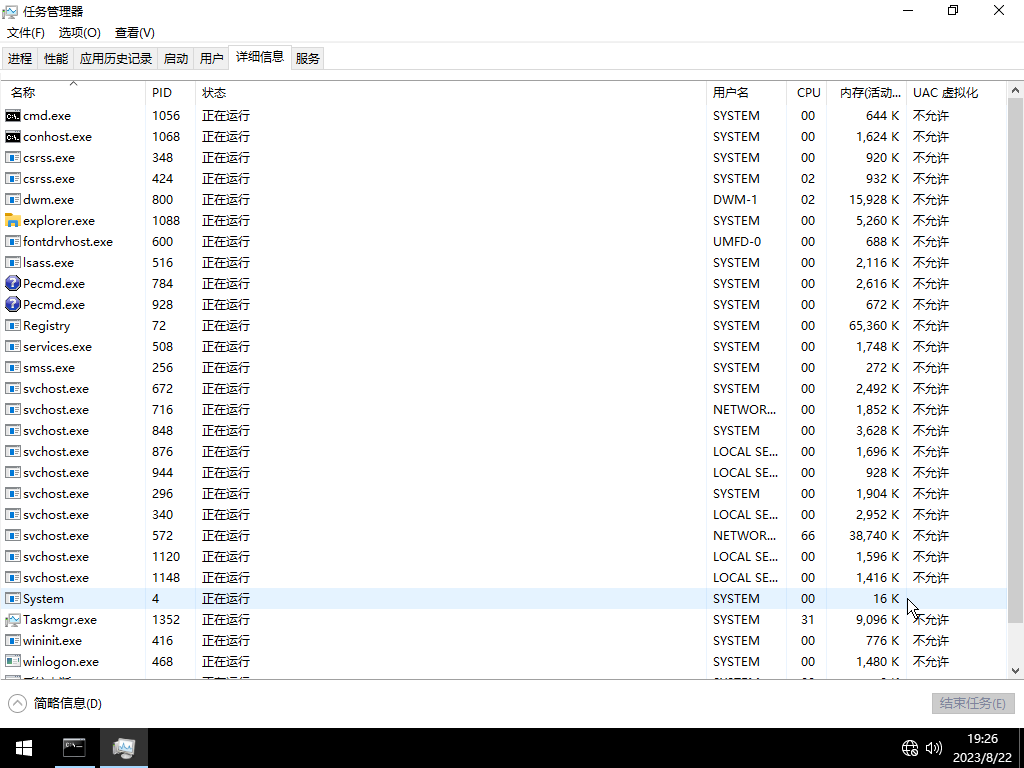 任务管理器
文件(F) 选项(O) 查看(V)
进程 性能 应用历史记录 启动 用户 详细信息 服务
名称 PID 状态 用户名 CPU 内存(活动... UAC 虚拟化
cmd.exe 1056 正在运行 SYSTEM 00 644 K 不允许
conhost.exe 1068 正在运行 SYSTEM 00 1,624 K 不允许
csrss.exe 348 正在运行 SYSTEM 00 920 K 不允许
csrss.exe 424 正在运行 SYSTEM 02 932 K 不允许
dwm.exe 800 正在运行 DWM-1 02 15,928 K 不允许
explorer.exe 1088 正在运行 SYSTEM 00 5,260 K 不允许
fontdrvhost.exe 600 正在运行 UMFD-0 00 688 K 不允许
lsass.exe 516 正在运行 SYSTEM 00 2,116 K 不允许
Pecmd.exe 784 正在运行 SYSTEM 00 2,616 K 不允许
Pecmd.exe 928 正在运行 SYSTEM 00 672 K 不允许
Registry 72 正在运行 SYSTEM 00 65,360 K 不允许
services.exe 508 正在运行 SYSTEM 00 1,748 K 不允许
smss.exe 256 正在运行 SYSTEM 00 272 K 不允许
svchost.exe 672 正在运行 SYSTEM 00 2,492 K 不允许
svchost.exe 716 正在运行 NETWOR... 00 1,852 K 不允许
svchost.exe 848 正在运行 SYSTEM 00 3,628 K 不允许
svchost.exe 876 正在运行 LOCAL SE... 00 1,696 K 不允许
svchost.exe 944 正在运行 LOCAL SE... 00 928 K 不允许
svchost.exe 296 正在运行 SYSTEM 00 1,904 K 不允许
svchost.exe 340 正在运行 LOCAL SE... 00 2,952 K 不允许
svchost.exe 572 正在运行 NETWOR... 66 38,740 K 不允许
svchost.exe 1120 正在运行 LOCAL SE... 00 1,596 K 不允许
svchost.exe 1148 正在运行 LOCAL SE... 00 1,416 K 不允许
System 4 正在运行 SYSTEM 00 16 K
Taskmgr.exe 1352 正在运行 SYSTEM 31 9,096 K 不允许
wininit.exe 416 正在运行 SYSTEM 00 776 K 不允许
winlogon.exe 468 正在运行 SYSTEM 00 1,480 K 不允许
简略信息(D) 结束任务(E)
19:26
2023/8/22